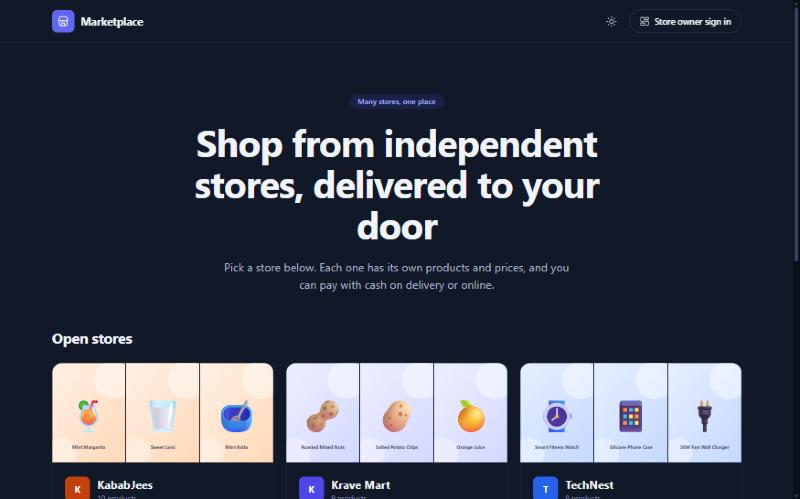 Marketplace
Store owner sign in
Many stores, one place
Shop from independent
stores, delivered to your
door
Pick a store below. Each one has its own products and prices, and you
can pay with cash on delivery or online.
Open stores
Mint Margarita
Sweet Lassi
Mint Raita
Roasted Mixed Nuts
Salted Potato Chips
Orange Juice
Smart Fitness Watch
Silicone Phone Case
20W Fast Wall Charger
K
KababJees
10 products
K
Krave Mart
T
TechNest